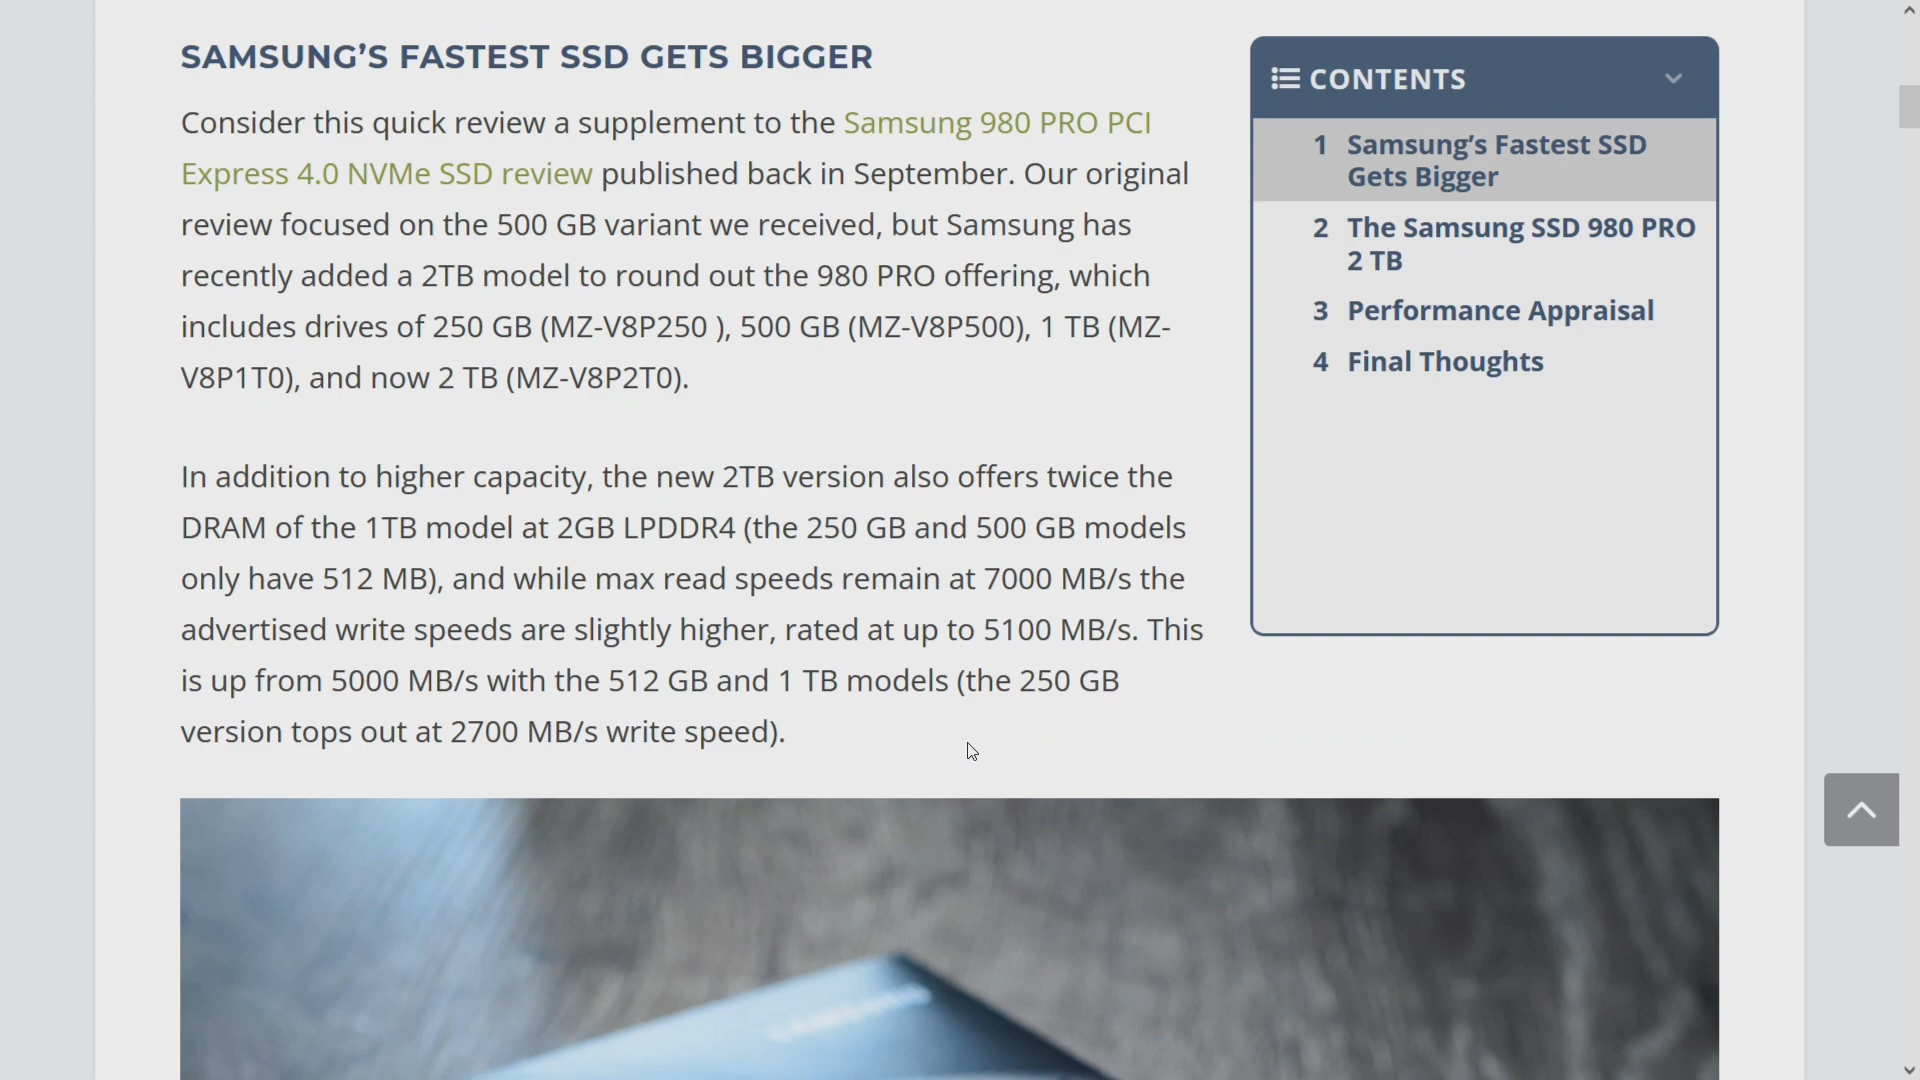 SAMSUNG’S FASTEST SSD GETS BIGGER
Consider this quick review a supplement to the Samsung 980 PRO PCI
Express 4.0 NVMe SSD review published back in September. Our original
review focused on the 500 GB variant we received, but Samsung has
recently added a 2TB model to round out the 980 PRO offering, which
includes drives of 250 GB (MZ-V8P250 ), 500 GB (MZ-V8P500), 1 TB (MZ-
V8P1T0), and now 2 TB (MZ-V8P2T0).
In addition to higher capacity, the new 2TB version also offers twice the
DRAM of the 1TB model at 2GB LPDDR4 (the 250 GB and 500 GB models
only have 512 MB), and while max read speeds remain at 7000 MB/s the
advertised write speeds are slightly higher, rated at up to 5100 MB/s. This
is up from 5000 MB/s with the 512 GB and 1 TB models (the 250 GB
version tops out at 2700 MB/s write speed).
CONTENTS
1 Samsung’s Fastest SSD
Gets Bigger
2 The Samsung SSD 980 PRO
2 TB
3 Performance Appraisal
4 Final Thoughts
SAMSUNG